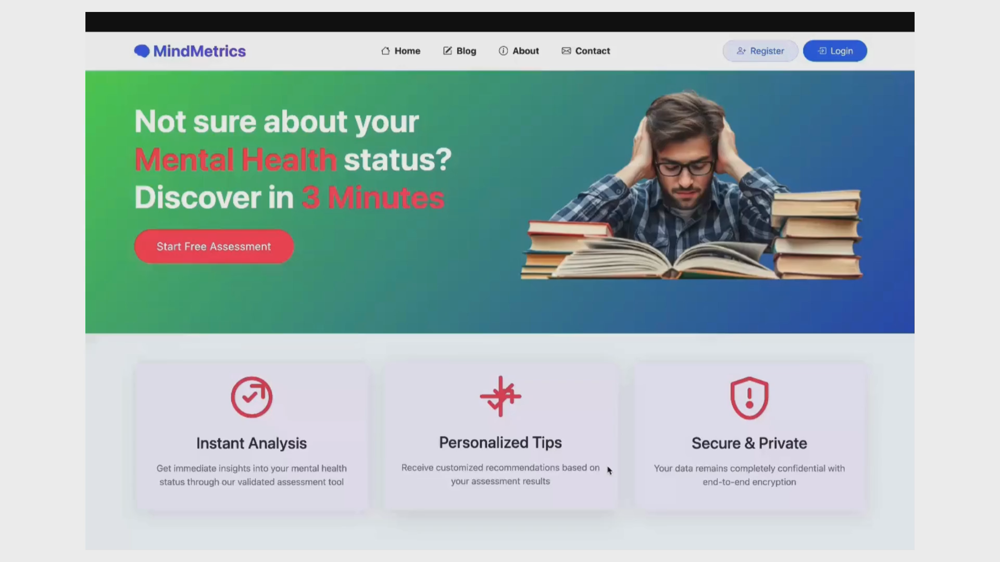 MindMetrics
Home
Blog
About
Contact
Register
Login
Not sure about your
Mental Health status?
Discover in 3 Minutes
Start Free Assessment
Instant Analysis
Get immediate insights into your mental health
status through our validated assessment tool
Personalized Tips
Receive customized recommendations based on
your assessment results
Secure & Private
Your data remains completely confidential with
end-to-end encryption